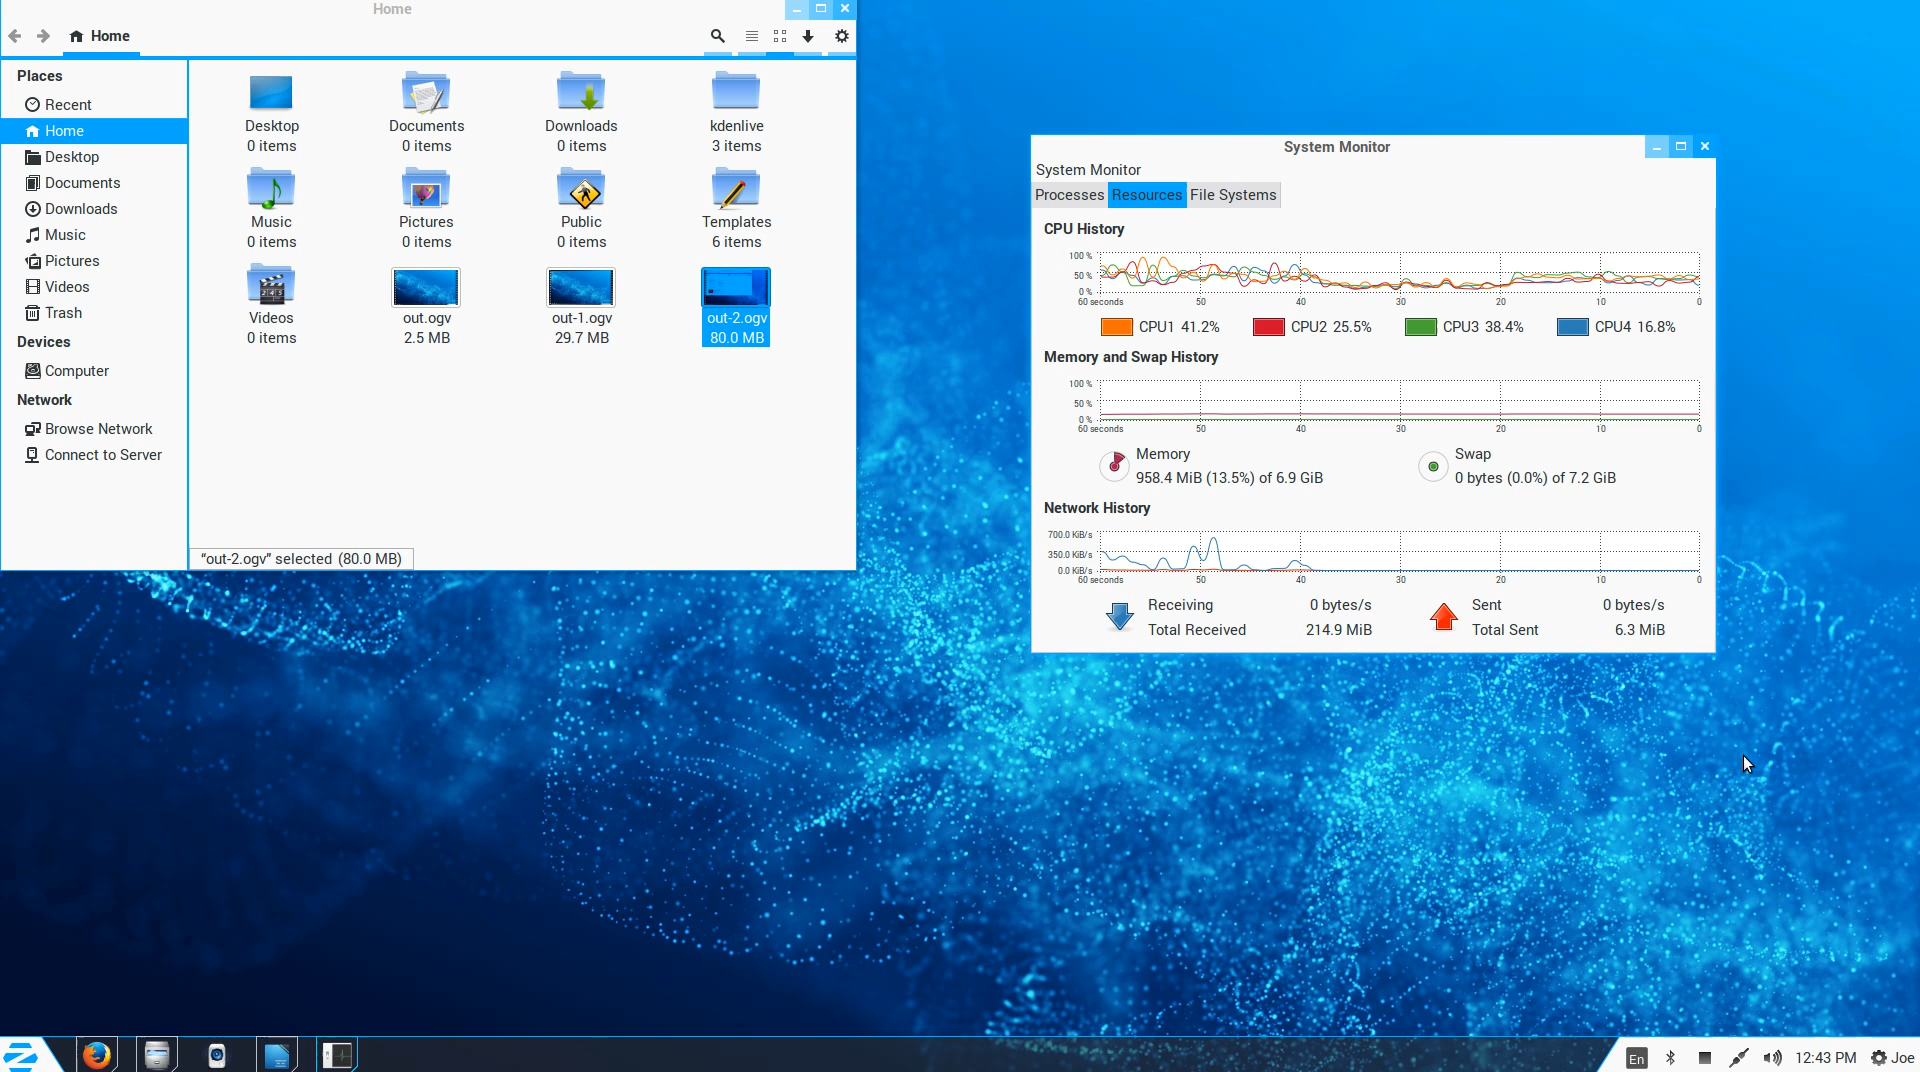 Home
Home
Places
Recent
Home
Desktop
Documents
Downloads
Music
Pictures
Videos
Trash
Devices
Computer
Network
Browse Network
Connect to Server
Desktop
0 items
Documents
0 items
Downloads
0 items
kdenlive
3 items
Music
0 items
Pictures
0 items
Public
0 items
Templates
6 items
Videos
0 items
out.ogv
2.5 MB
out-1.ogv
29.7 MB
out-2.ogv
80.0 MB
“out-2.ogv” selected (80.0 MB)
System Monitor
System Monitor
Processes Resources File Systems
CPU History
100 %
50 %
0 %
60 seconds 50 40 30 20 10 0
CPU1 41.2% CPU2 25.5% CPU3 38.4% CPU4 16.8%
Memory and Swap History
100 %
50 %
0 %
60 seconds 50 40 30 20 10 0
Memory
958.4 MiB (13.5%) of 6.9 GiB
Swap
0 bytes (0.0%) of 7.2 GiB
Network History
700.0 KiB/s
350.0 KiB/s
0.0 KiB/s
60 seconds 50 40 30 20 10 0
Receiving 0 bytes/s
Total Received 214.9 MiB
Sent 0 bytes/s
Total Sent 6.3 MiB
En 12:43 PM Joe